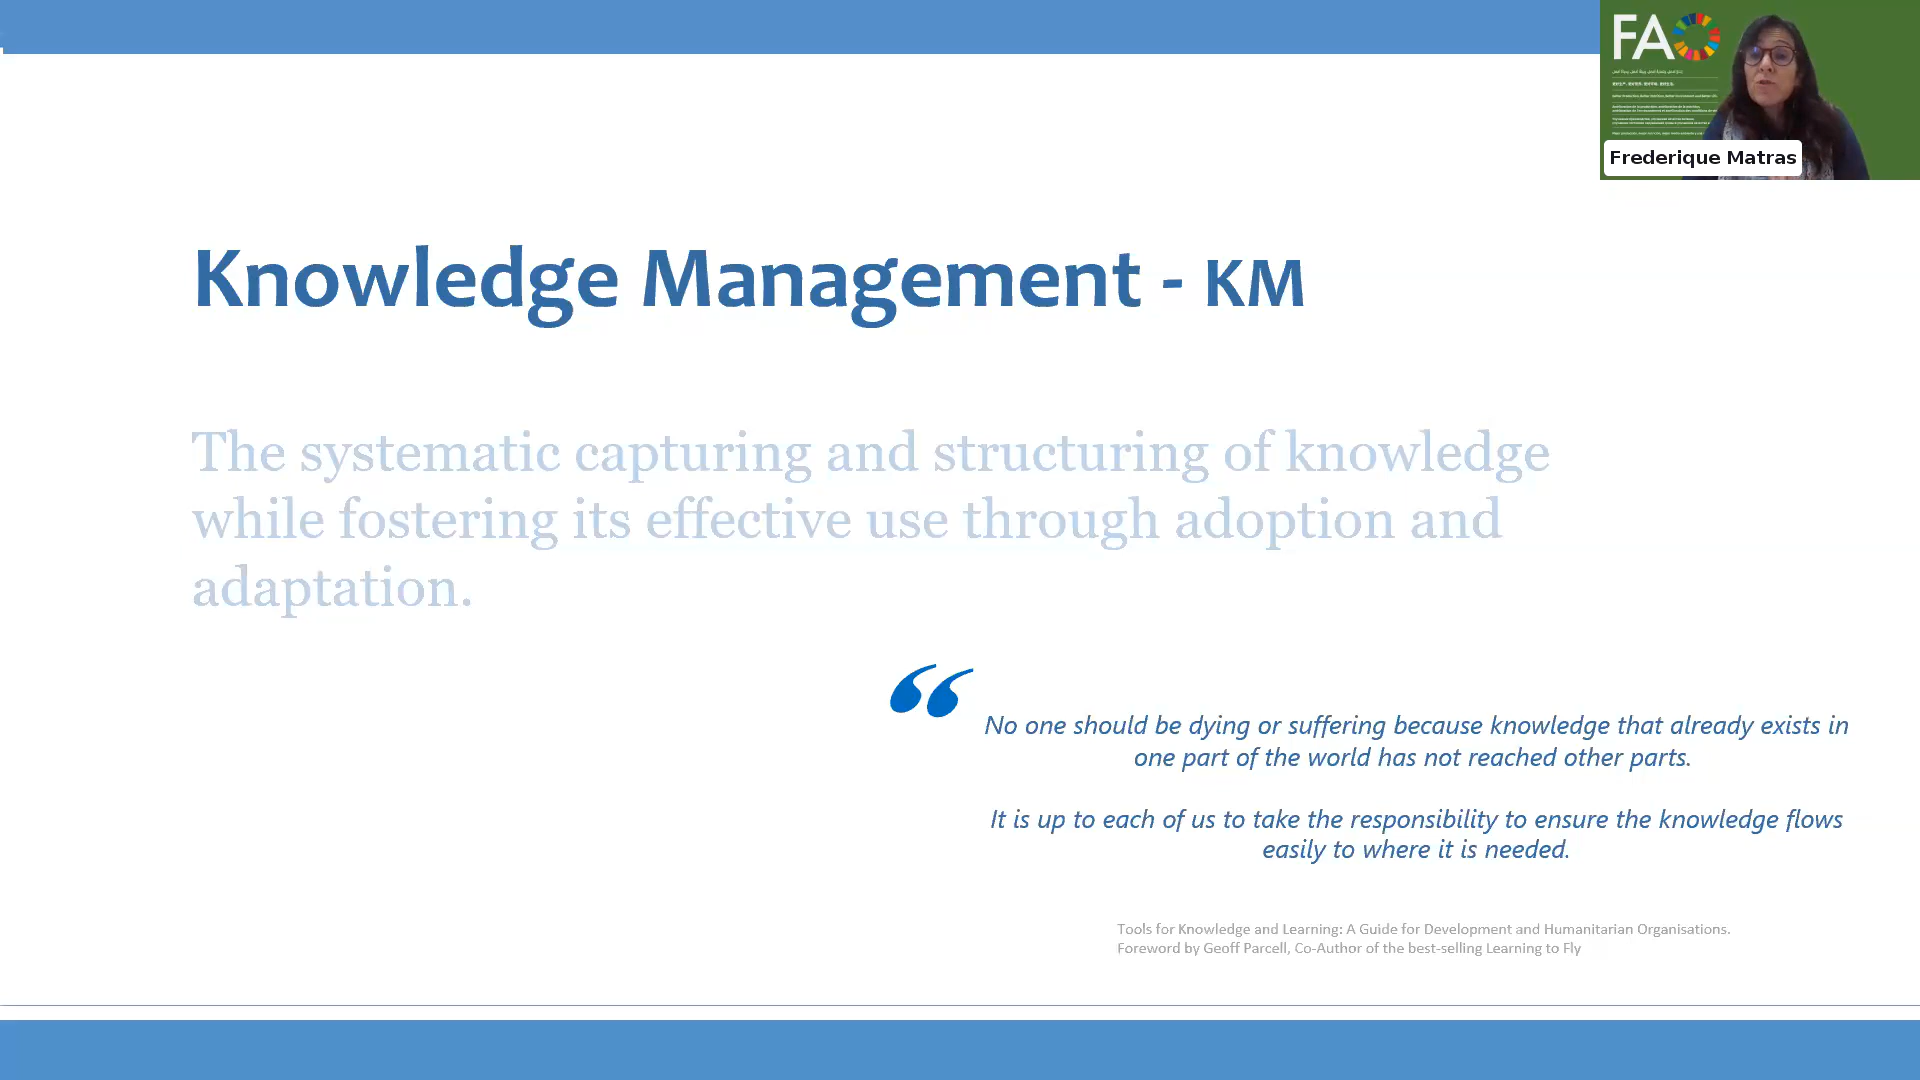 FAO
Frederique Matras
Knowledge Management - KM
The systematic capturing and structuring of knowledge
while fostering its effective use through adoption and
adaptation.
“
No one should be dying or suffering because knowledge that already exists in
one part of the world has not reached other parts.
It is up to each of us to take the responsibility to ensure the knowledge flows
easily to where it is needed.
Tools for Knowledge and Learning: A Guide for Development and Humanitarian Organisations.
Foreword by Geoff Parcell, Co-Author of the best-selling Learning to Fly